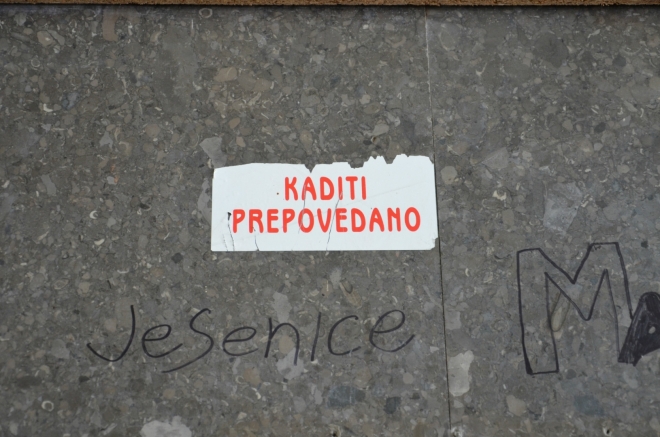 KADITI
PREPOVEDANO
Jesenice
M